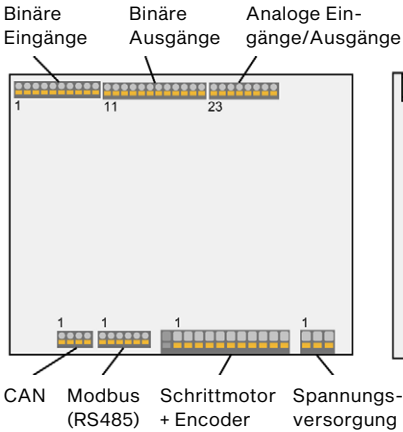 Binäre
Eingänge
Binäre
Ausgänge
Analoge Ein-
gänge/Ausgänge
1
11
23
1
1
1
1
CAN
Modbus
(RS485)
Schrittmotor
+ Encoder
Spannungs-
versorgung